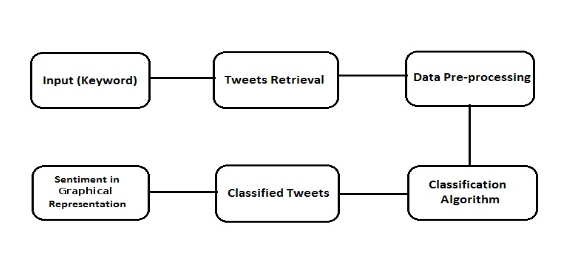 Input (Keyword)
Tweets Retrieval
Data Pre-processing
Classification
Algorithm
Classified Tweets
Sentiment in
Graphical
Representation